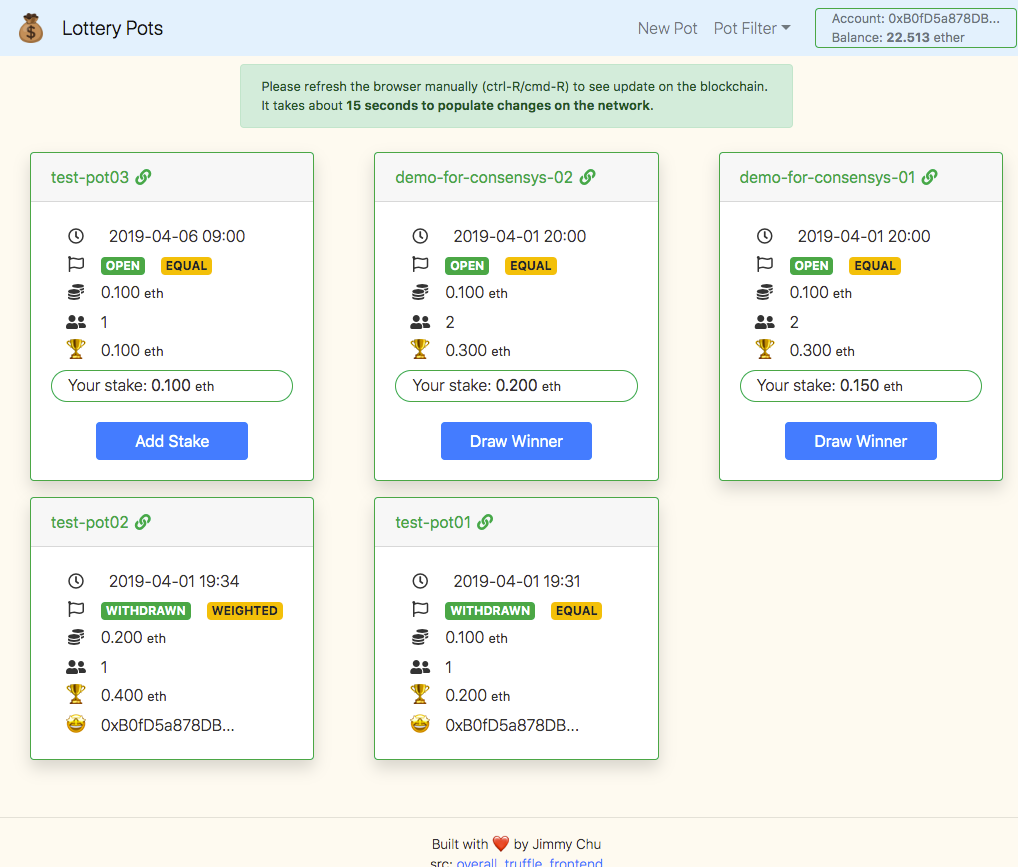 Lottery Pots
New Pot Pot Filter
Account: 0xB0fD5a878DB...
Balance: 22.513 ether
Please refresh the browser manually (ctrl-R/cmd-R) to see update on the blockchain.
It takes about 15 seconds to populate changes on the network.
test-pot03
2019-04-06 09:00
OPEN EQUAL
0.100 eth
1
0.100 eth
Your stake: 0.100 eth
Add Stake
demo-for-consensys-02
2019-04-01 20:00
OPEN EQUAL
0.100 eth
2
0.300 eth
Your stake: 0.200 eth
Draw Winner
demo-for-consensys-01
2019-04-01 20:00
OPEN EQUAL
0.100 eth
2
0.300 eth
Your stake: 0.150 eth
Draw Winner
test-pot02
2019-04-01 19:34
WITHDRAWN WEIGHTED
0.200 eth
1
0.400 eth
0xB0fD5a878DB...
test-pot01
2019-04-01 19:31
WITHDRAWN EQUAL
0.100 eth
1
0.200 eth
0xB0fD5a878DB...
Built with ❤️ by Jimmy Chu
src: overall, truffle, frontend